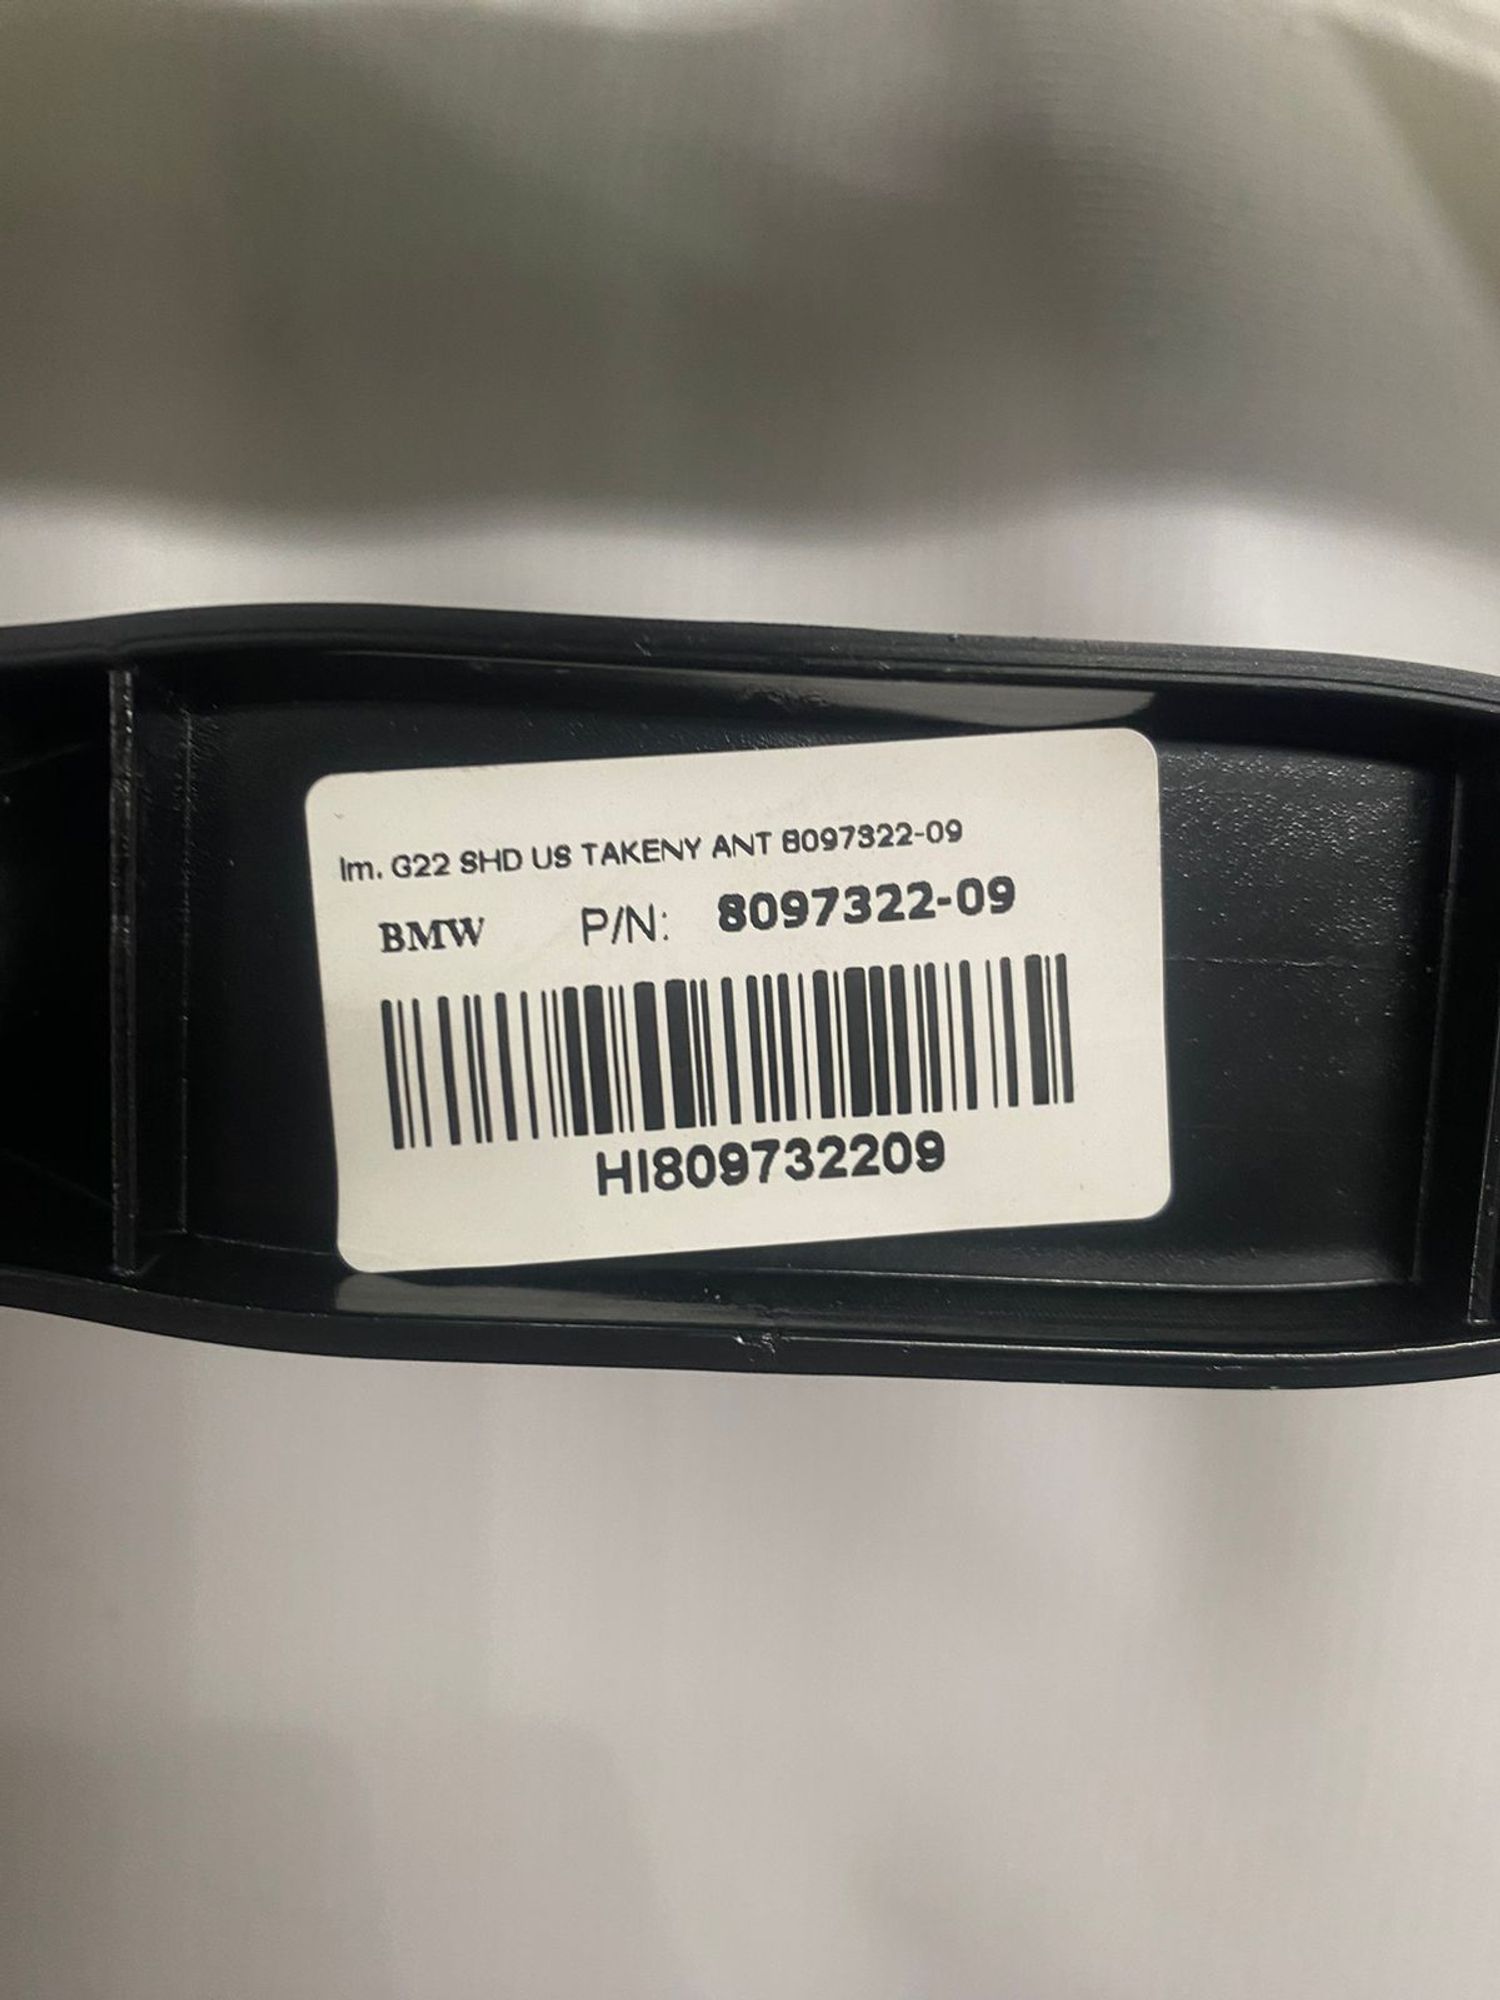 Im. G22 SHD US TAKENY ANT 8097322-09
BMW P/N: 8097322-09
HI809732209